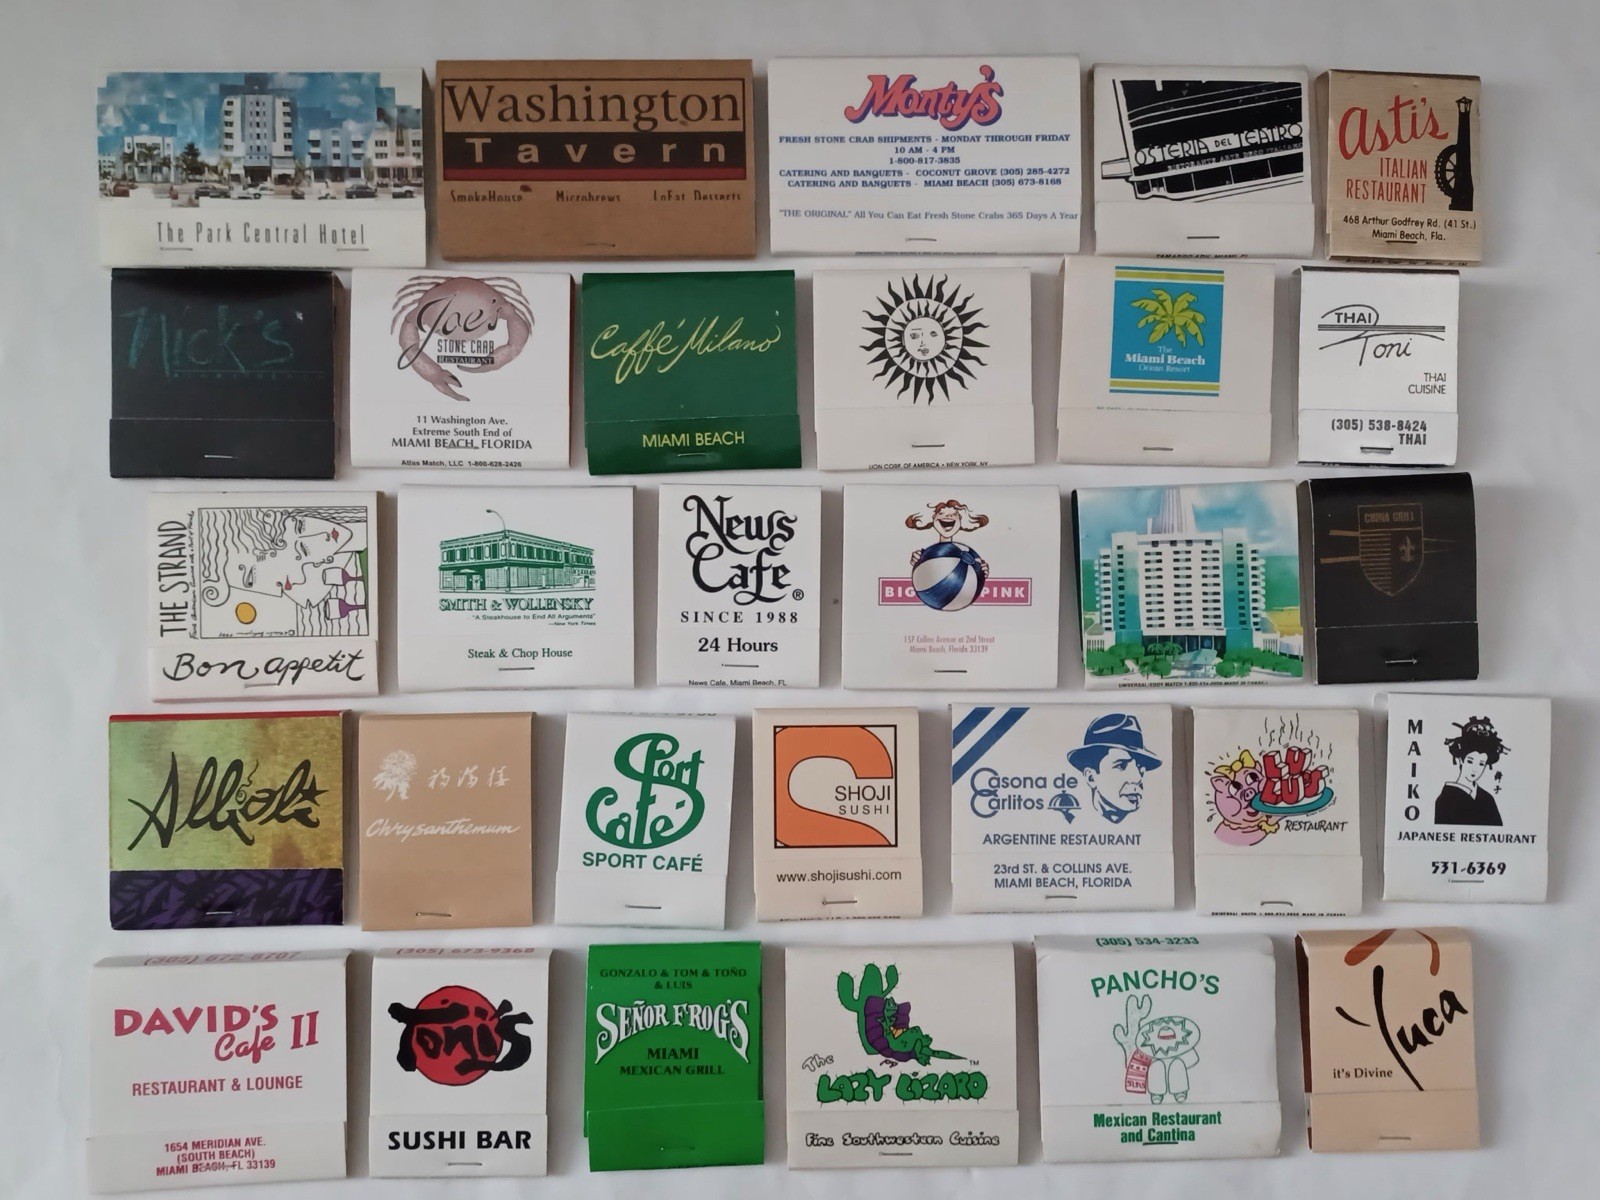 The Park Central Hotel
Washington
Tavern
SmokeHouse Microbrews LoFat Desserts
Monty's
FRESH STONE CRAB SHIPMENTS - MONDAY THROUGH FRIDAY
10 AM - 4 PM
1-800-817-3835
CATERING AND BANQUETS - COCONUT GROVE (305) 285-4272
CATERING AND BANQUETS - MIAMI BEACH (305) 673-8168
"THE ORIGINAL" All You Can Eat Fresh Stone Crabs 365 Days A Year
OSTERIA DEL TEATRO
asti's
ITALIAN
RESTAURANT
468 Arthur Godfrey Rd. (41 St.)
Miami Beach, Fla.
Nick's
Joe's
STONE CRAB
RESTAURANT
11 Washington Ave.
Extreme South End of
MIAMI BEACH, FLORIDA
Atlas Match, LLC 1-800-628-2426
Caffé Milano
MIAMI BEACH
LION CORP. OF AMERICA • NEW YORK, NY
The
Miami Beach
Ocean Resort
THAI
Toni
THAI
CUISINE
(305) 538-8424
THAI
THE STRAND
Bon appetit
SMITH & WOLLENSKY
"A Steakhouse to End All Arguments"
—New York Times
Steak & Chop House
News
Cafe®
SINCE 1988
24 Hours
News Cafe, Miami Beach, FL
BIG PINK
157 Collins Avenue at 2nd Street
Miami Beach, Florida 33139
CHINA GRILL
Allioli
Chrysanthemum
Sport
Café
SPORT CAFÉ
SHOJI
SUSHI
www.shojisushi.com
Casona de
Carlitos
ARGENTINE RESTAURANT
23rd ST. & COLLINS AVE.
MIAMI BEACH, FLORIDA
LULU'S
RESTAURANT
MAIKO
JAPANESE RESTAURANT
531-6369
(305) 672-8707
DAVID'S
Cafe II
RESTAURANT & LOUNGE
1654 MERIDIAN AVE.
(SOUTH BEACH)
MIAMI BEACH, FL 33139
(305) 673-9368
Toni's
SUSHI BAR
GONZALO & TOM & TOÑO
& LUIS
SEÑOR FROG'S
MIAMI
MEXICAN GRILL
The
LAZY LIZARD™
Fine Southwestern Cuisine
(305) 534-3233
PANCHO'S
Mexican Restaurant
and Cantina
Yuca
it's Divine